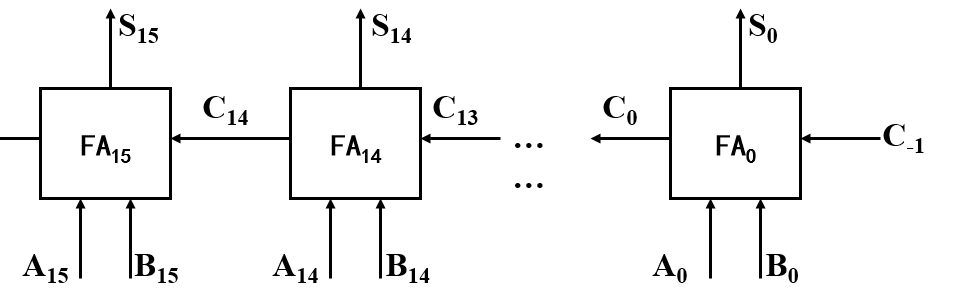 S15 S14 S0
C14 C13 C0
FA15 FA14 … FA0 C-1
…
A15 B15 A14 B14 A0 B0